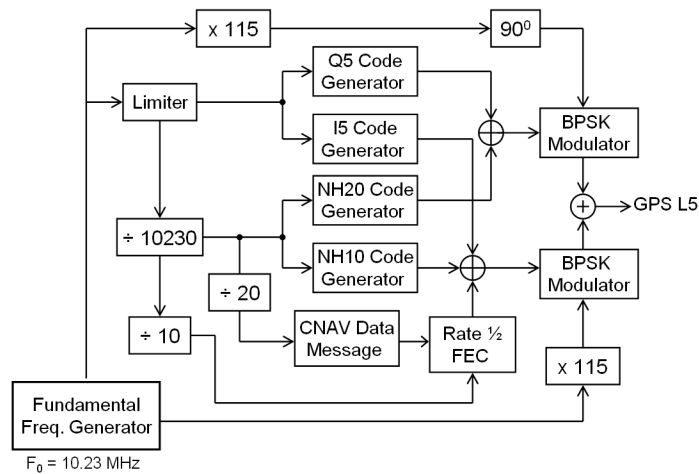 x 115
90⁰
Q5 Code
Generator
Limiter
I5 Code
Generator
BPSK
Modulator
NH20 Code
Generator
GPS L5
÷ 10230
NH10 Code
Generator
BPSK
Modulator
÷ 20
÷ 10
CNAV Data
Message
Rate ½
FEC
x 115
Fundamental
Freq. Generator
F₀ = 10.23 MHz